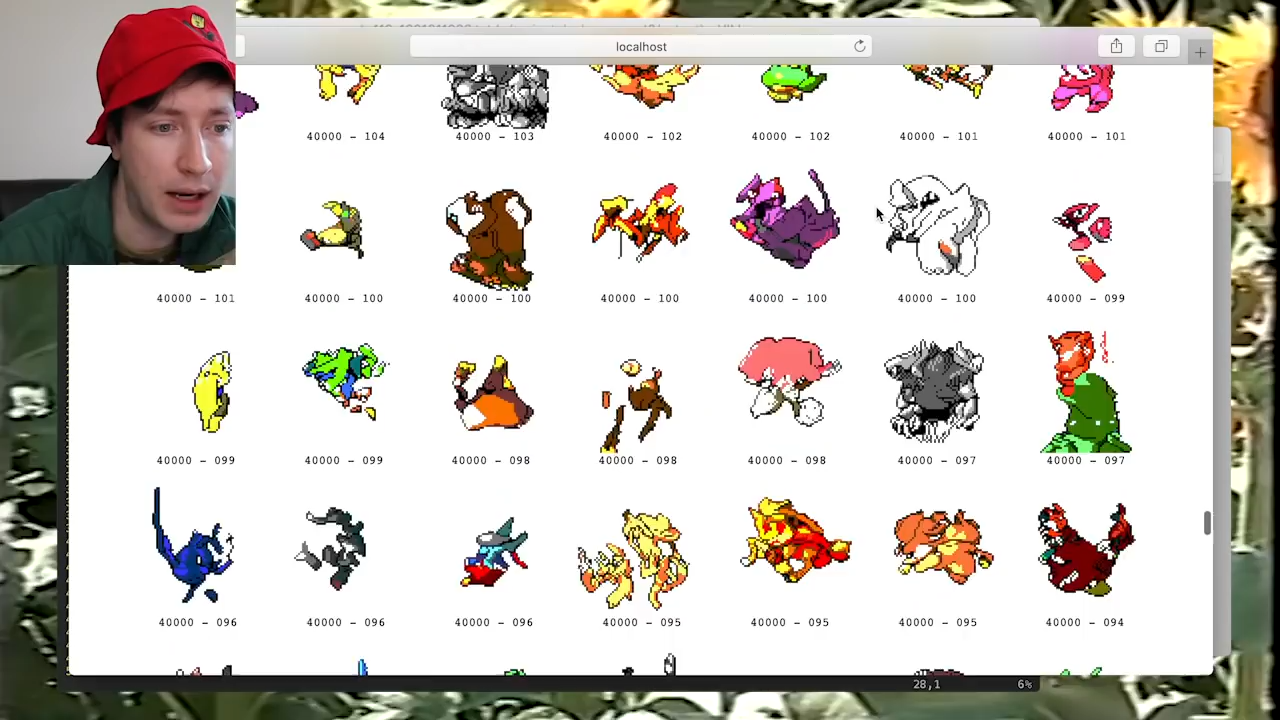 localhost
40000 - 104 40000 - 103 40000 - 102 40000 - 102 40000 - 101 40000 - 101
40000 - 101 40000 - 100 40000 - 100 40000 - 100 40000 - 100 40000 - 100 40000 - 099
40000 - 099 40000 - 099 40000 - 098 40000 - 098 40000 - 098 40000 - 097 40000 - 097
40000 - 096 40000 - 096 40000 - 096 40000 - 095 40000 - 095 40000 - 095 40000 - 094
28,1 6%